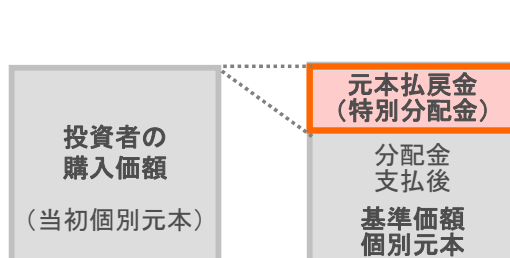 投資者の
購入価額
（当初個別元本）
元本払戻金
（特別分配金）
分配金
支払後
基準価額
個別元本